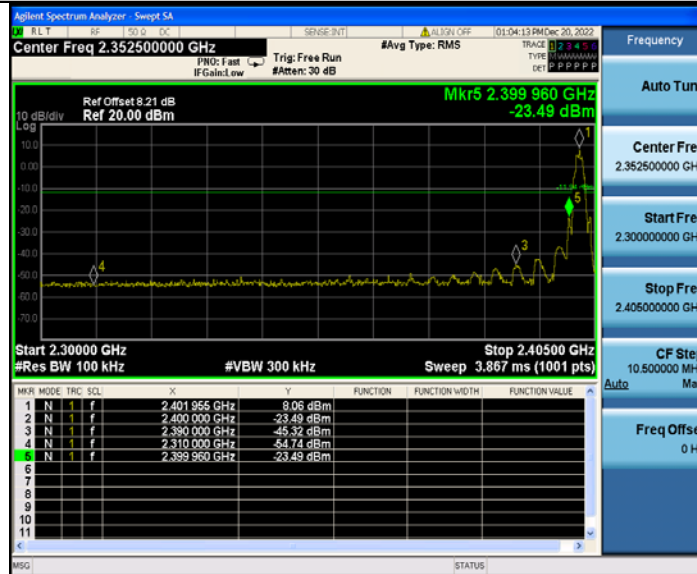 Agilent Spectrum Analyzer - Swept SA
RLT RF 50 Ω DC SENSE:INT ALIGN OFF 01:04:13 PM Dec 20, 2022
Center Freq 2.352500000 GHz #Avg Type: RMS TRACE 1 2 3 4 5 6
PNO: Fast Trig: Free Run TYPE MWWWWW
IFGain:Low #Atten: 30 dB DET P P P P P P
Ref Offset 8.21 dB Mkr5 2.399 960 GHz
10 dB/div Ref 20.00 dBm -23.49 dBm
Log
10.0
0.00
-10.0
-20.0
-30.0
-40.0
-50.0
-60.0
-70.0
1
5
3
4
Start 2.30000 GHz Stop 2.40500 GHz
#Res BW 100 kHz #VBW 300 kHz Sweep 3.867 ms (1001 pts)
MKR MODE TRC SCL X Y FUNCTION FUNCTION WIDTH FUNCTION VALUE
1 N 1 f 2.401 955 GHz 8.06 dBm
2 N 1 f 2.400 000 GHz -23.49 dBm
3 N 1 f 2.390 000 GHz -45.32 dBm
4 N 1 f 2.310 000 GHz -54.74 dBm
5 N 1 f 2.399 960 GHz -23.49 dBm
6
7
8
9
10
11
MSG STATUS
Frequency
Auto Tun
Center Fre
2.352500000 GH
Start Fre
2.300000000 GH
Stop Fre
2.405000000 GH
CF Ste
10.500000 MH
Auto Ma
Freq Offse
0 H